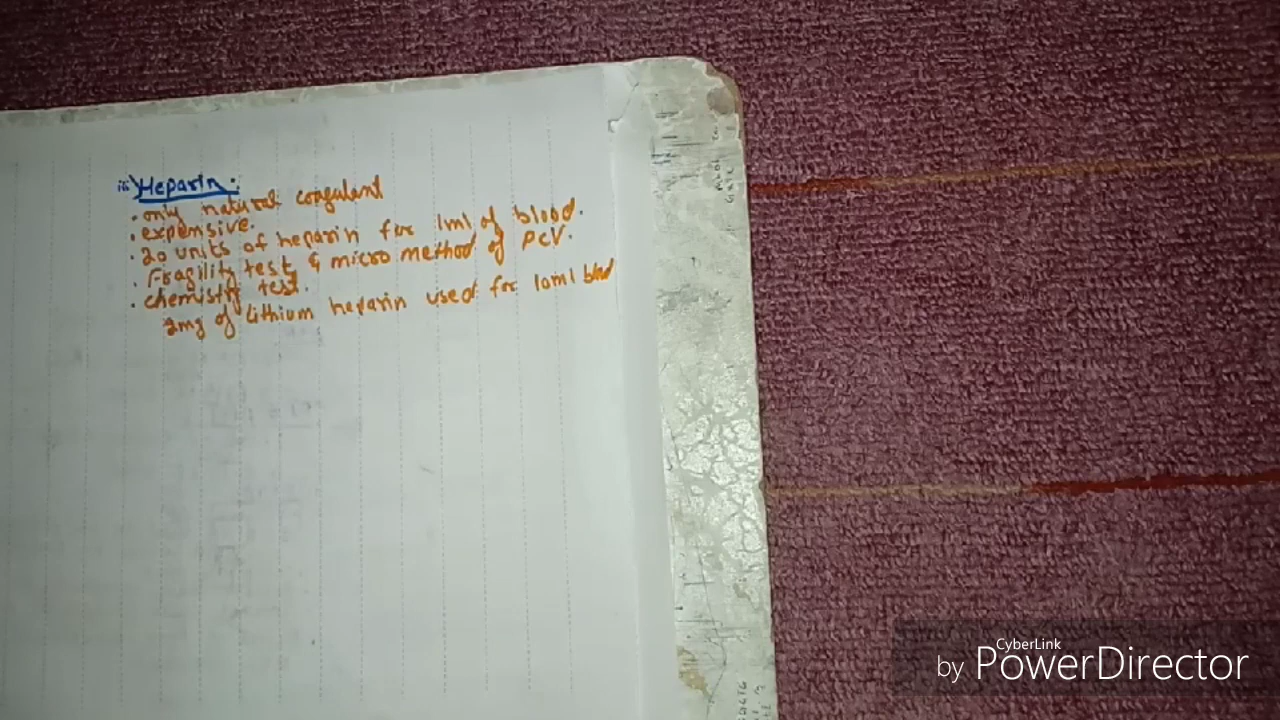 iii) Heparin:
• only natural coagulant
• expensive.
• 20 units of heparin for 1ml of blood.
• Fragility test & micro method of PCV.
• chemistry test.
2mg of Lithium heparin used for 10ml blood
by CyberLink PowerDirector